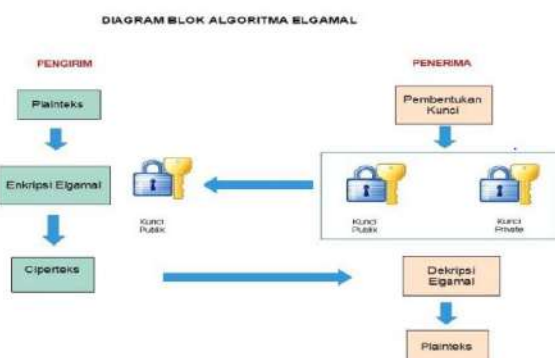 DIAGRAM BLOK ALGORITMA ELGAMAL
PENGIRIM
PENERIMA
Plainteks
Pembentukan
Kunci
Enkripsi Elgamal
Kunci
Publik
Kunci
Publik
Kunci
Private
Ciperteks
Dekripsi
Elgamal
Plainteks